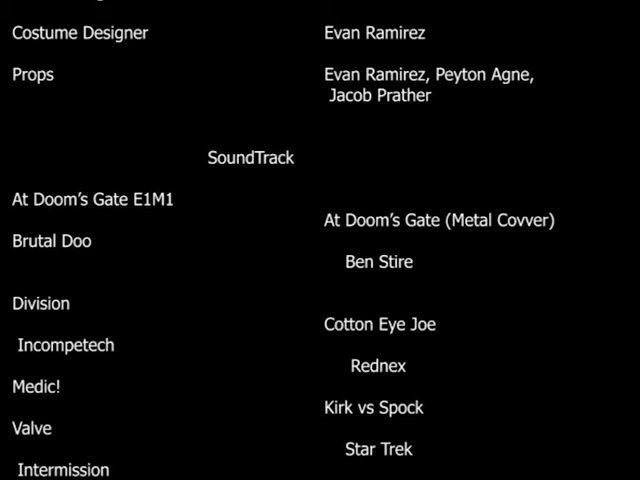 Costume Designer
Evan Ramirez
Props
Evan Ramirez, Peyton Agne,
Jacob Prather
SoundTrack
At Doom's Gate E1M1
At Doom's Gate (Metal Covver)
Brutal Doo
Ben Stire
Division
Cotton Eye Joe
Incompetech
Rednex
Medic!
Kirk vs Spock
Valve
Star Trek
Intermission